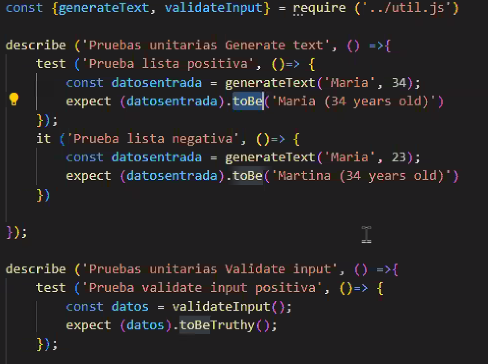 const {generateText, validateInput} = require ('../util.js')
describe ('Pruebas unitarias Generate text', () =>{
test ('Prueba lista positiva', ()=> {
const datosentrada = generateText('Maria', 34);
expect (datosentrada).toBe('Maria (34 years old)')
});
it ('Prueba lista negativa', ()=> {
const datosentrada = generateText('Maria', 23);
expect (datosentrada).toBe('Martina (34 years old)')
})
});
describe ('Pruebas unitarias Validate input', () =>{
test ('Prueba validate input positiva', ()=> {
const datos = validateInput();
expect (datos).toBeTruthy();
});